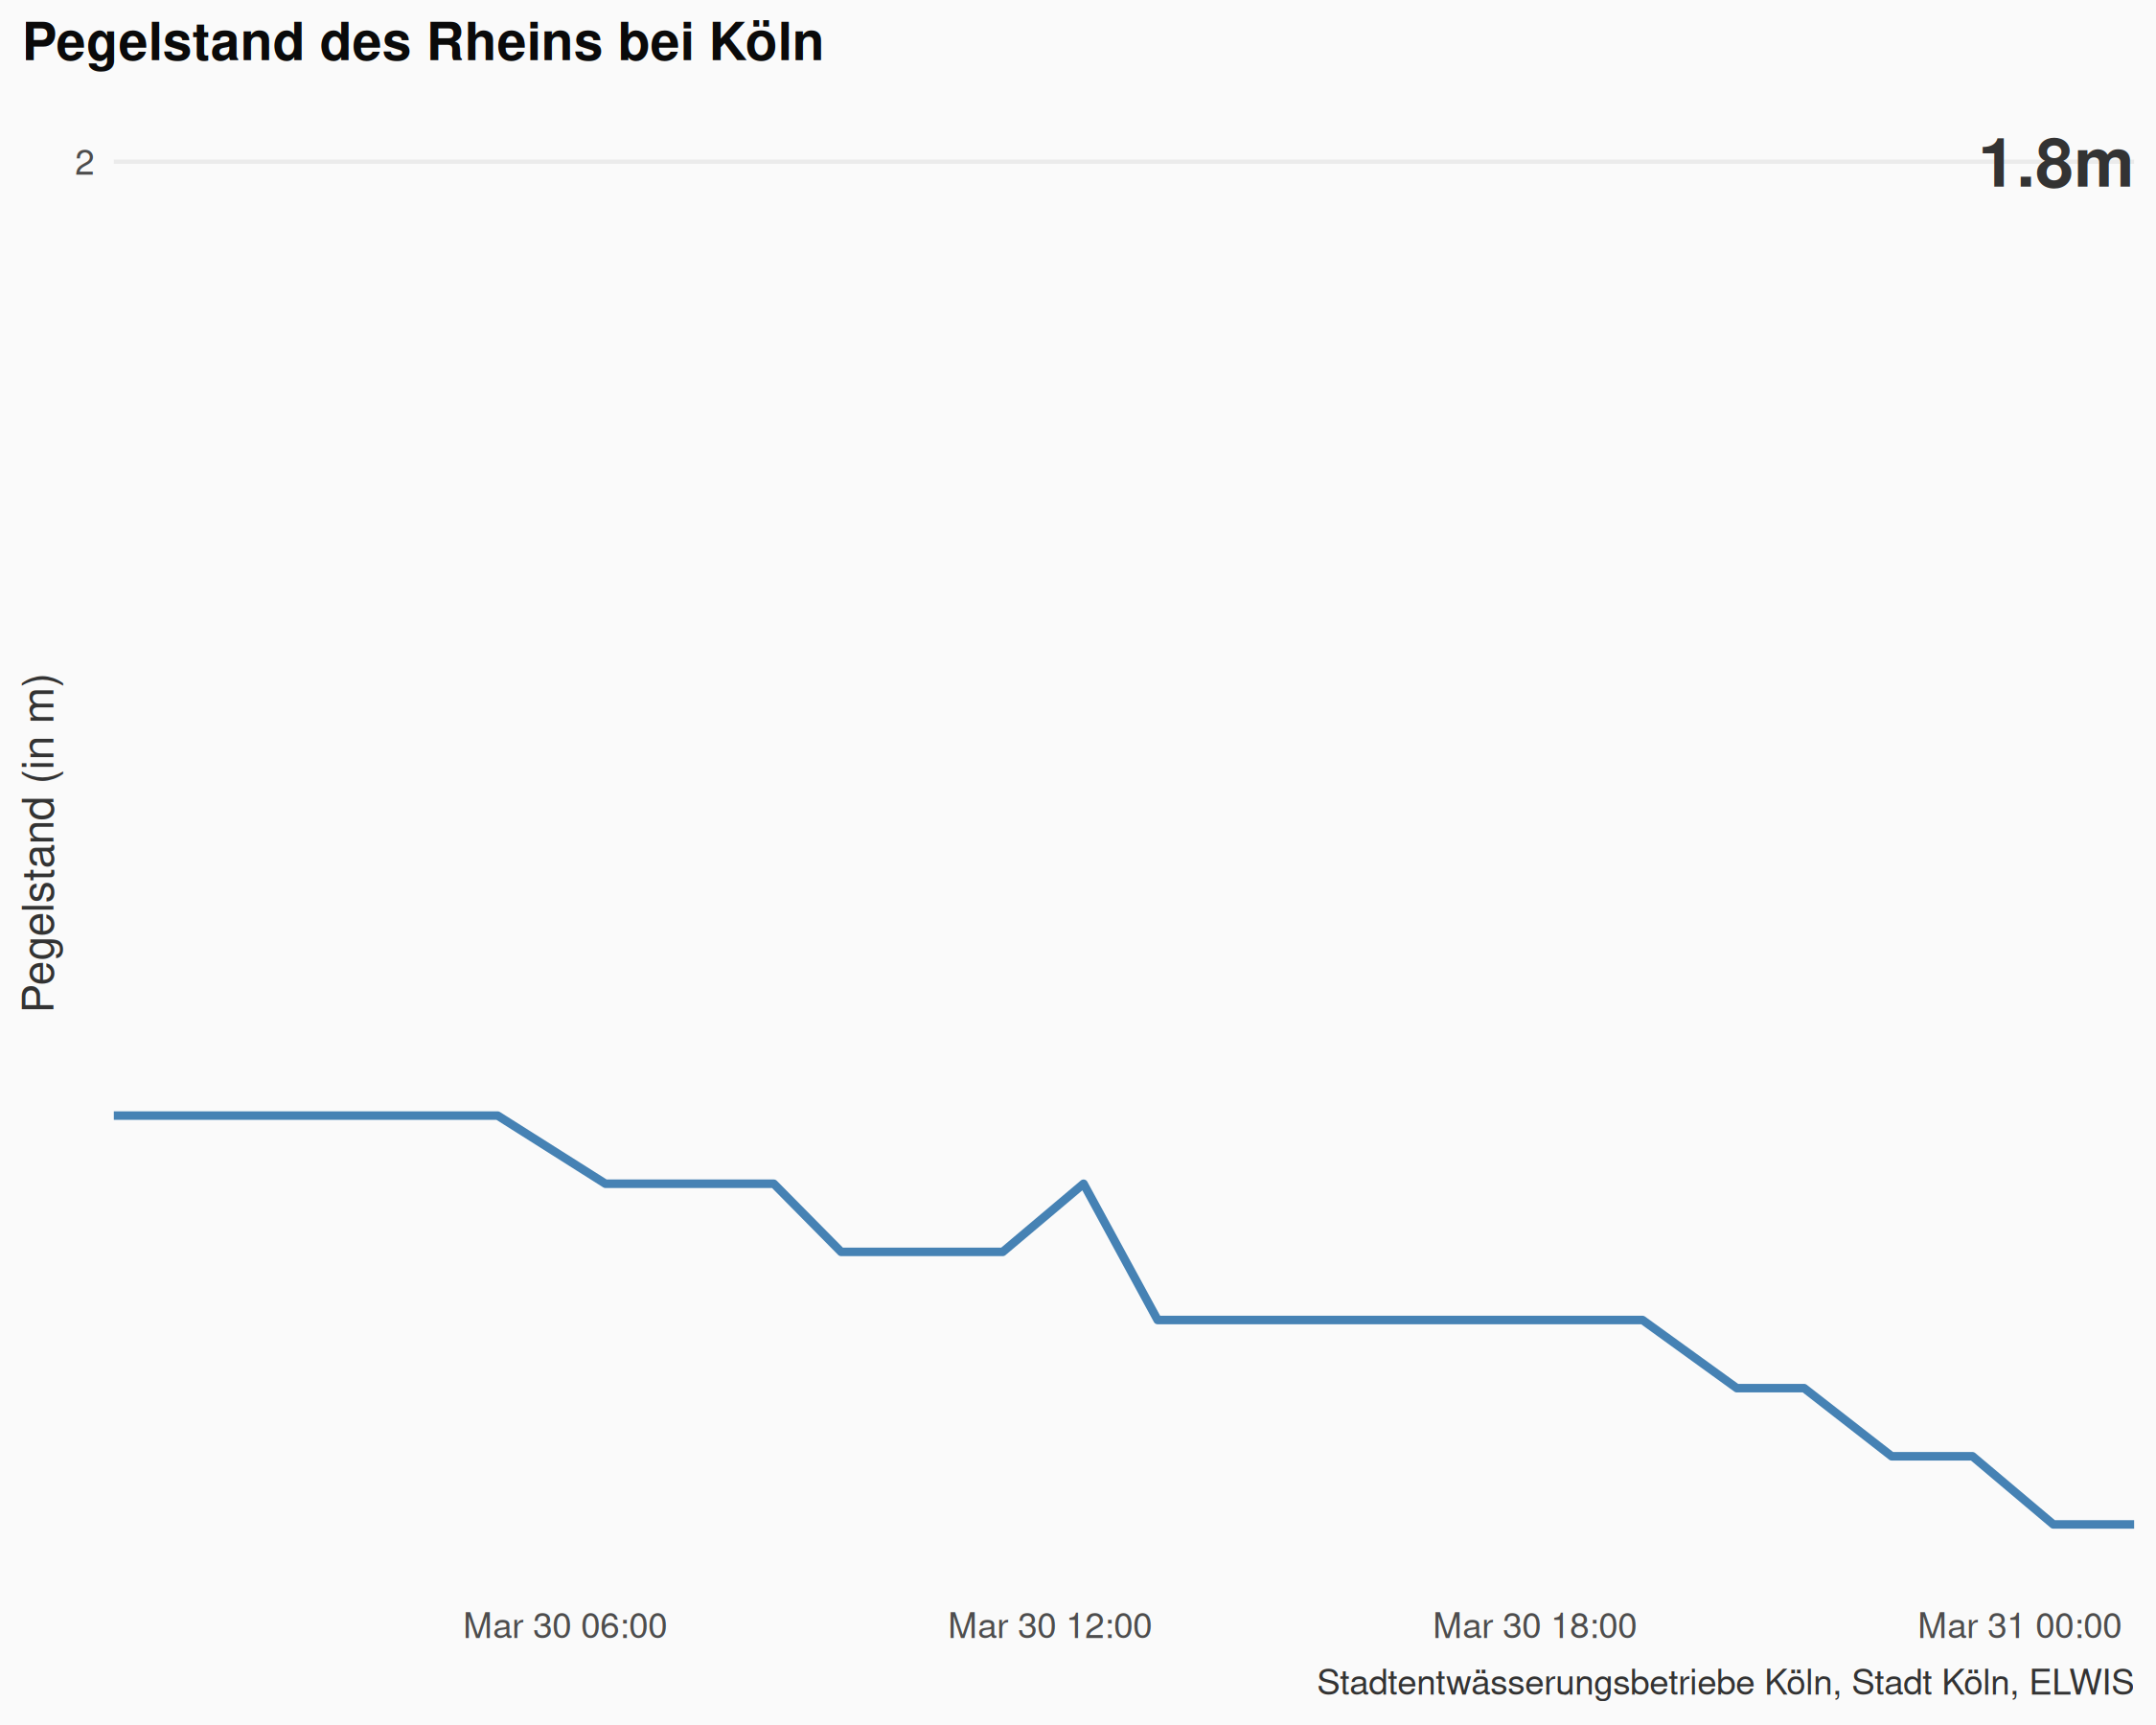 Pegelstand des Rheins bei Köln
2
1.8m
Pegelstand (in m)
Mar 30 06:00
Mar 30 12:00
Mar 30 18:00
Mar 31 00:00
Stadtentwässerungsbetriebe Köln, Stadt Köln, ELWIS